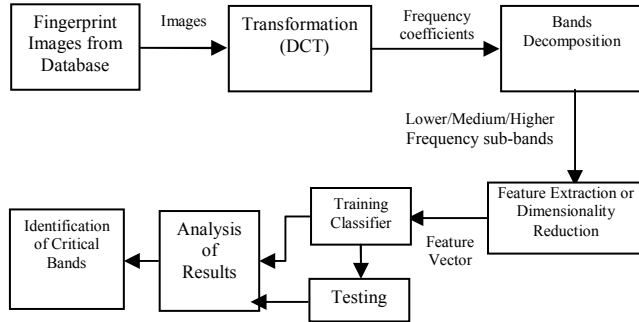 Fingerprint
Images from
Database
Images
Transformation
(DCT)
Frequency
coefficients
Bands
Decomposition
Lower/Medium/Higher
Frequency sub-bands
Feature Extraction or
Dimensionality
Reduction
Feature
Vector
Training
Classifier
Testing
Analysis
of
Results
Identification
of Critical
Bands